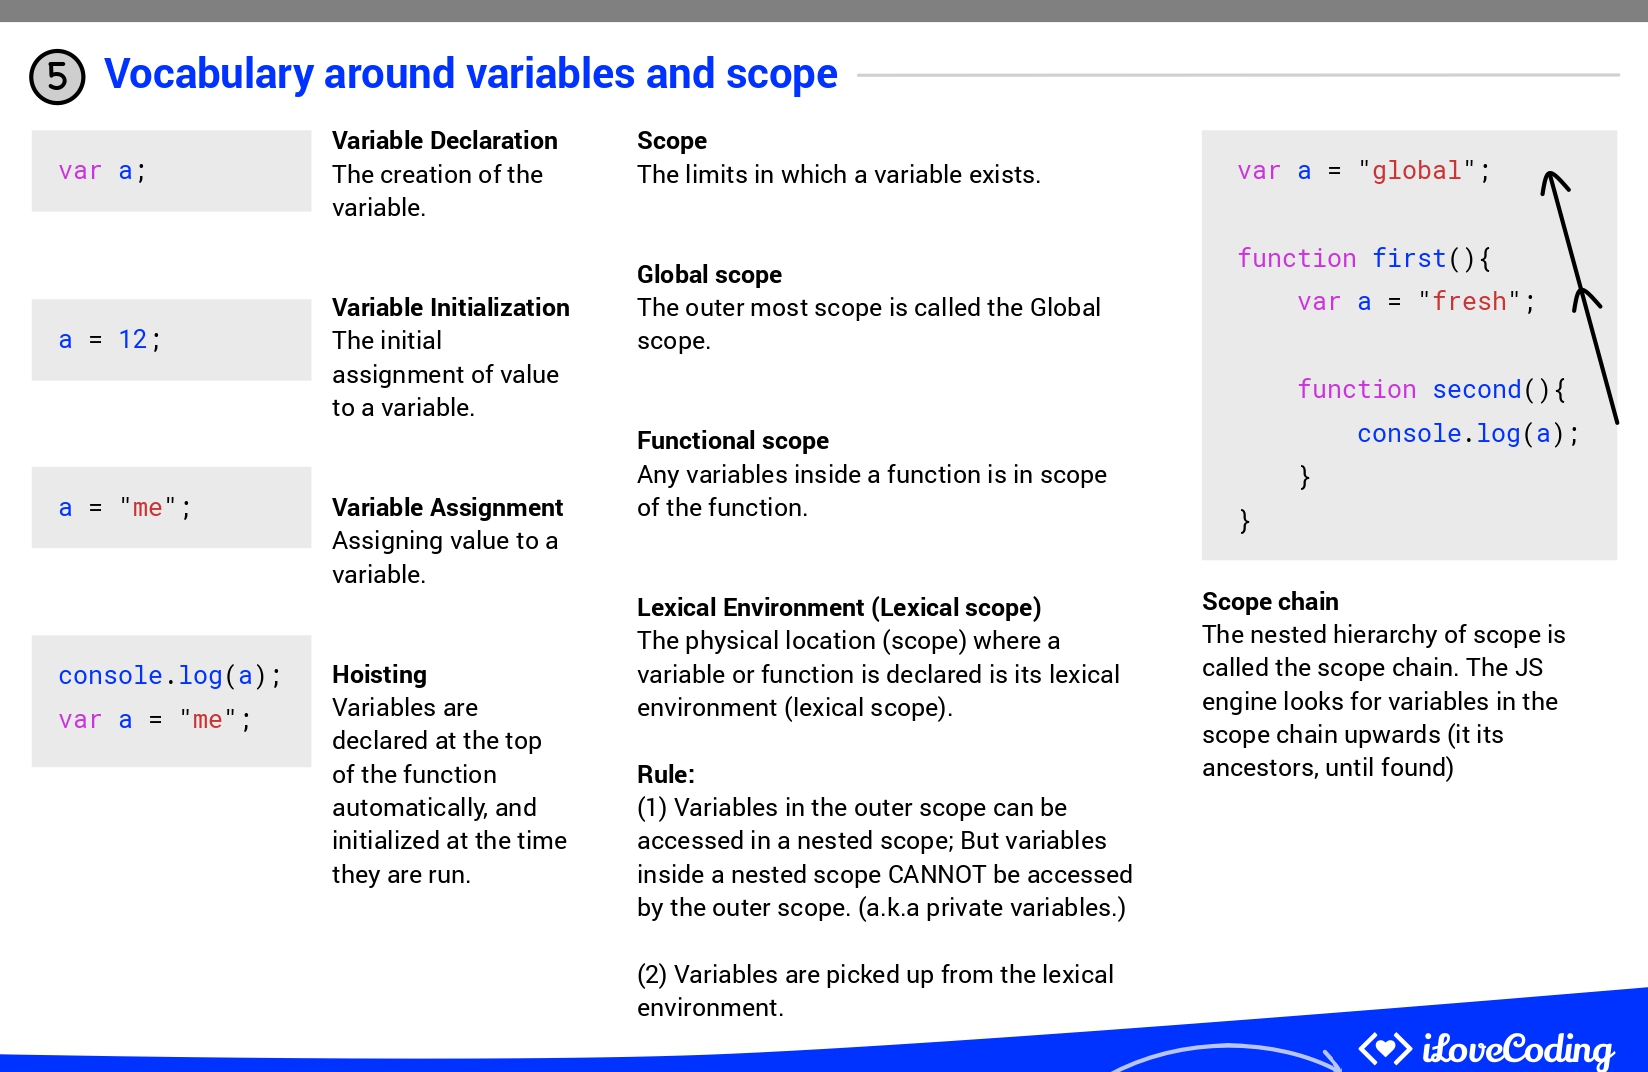 5 Vocabulary around variables and scope
var a;
Variable Declaration
The creation of the
variable.
a = 12;
Variable Initialization
The initial
assignment of value
to a variable.
a = "me";
Variable Assignment
Assigning value to a
variable.
console.log(a);
var a = "me";
Hoisting
Variables are
declared at the top
of the function
automatically, and
initialized at the time
they are run.
Scope
The limits in which a variable exists.
Global scope
The outer most scope is called the Global
scope.
Functional scope
Any variables inside a function is in scope
of the function.
Lexical Environment (Lexical scope)
The physical location (scope) where a
variable or function is declared is its lexical
environment (lexical scope).
Rule:
(1) Variables in the outer scope can be
accessed in a nested scope; But variables
inside a nested scope CANNOT be accessed
by the outer scope. (a.k.a private variables.)
(2) Variables are picked up from the lexical
environment.
var a = "global";
function first(){
var a = "fresh";
function second(){
console.log(a);
}
}
Scope chain
The nested hierarchy of scope is
called the scope chain. The JS
engine looks for variables in the
scope chain upwards (it its
ancestors, until found)
iLoveCoding